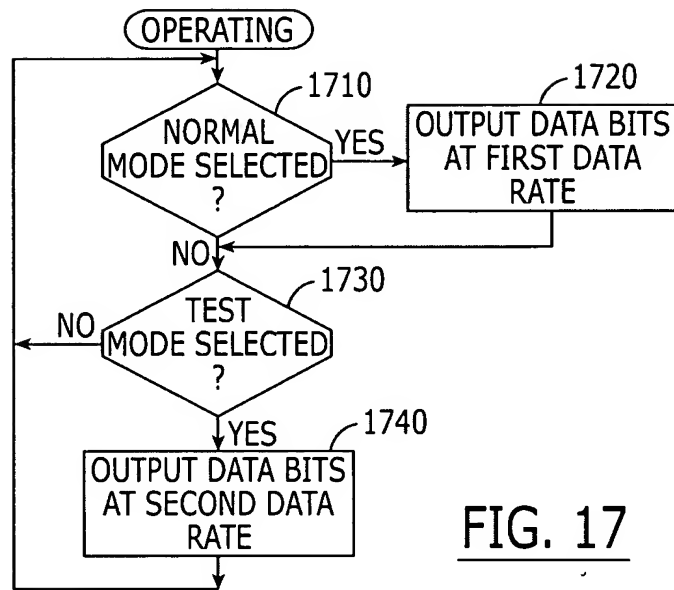 OPERATING
1710
NORMAL
MODE SELECTED
?
YES
1720
OUTPUT DATA BITS
AT FIRST DATA
RATE
NO
1730
TEST
MODE SELECTED
?
NO
YES
1740
OUTPUT DATA BITS
AT SECOND DATA
RATE
FIG. 17